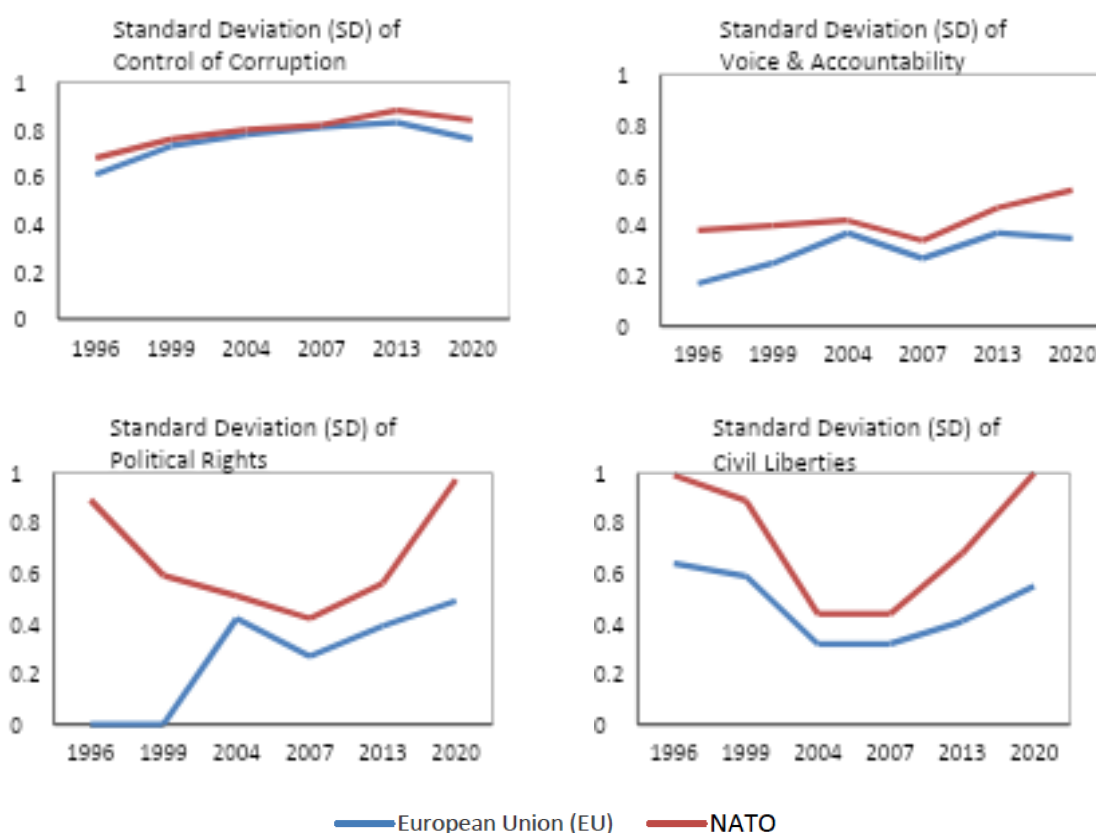 Standard Deviation (SD) of
Control of Corruption
1
0.8
0.6
0.4
0.2
0
1996 1999 2004 2007 2013 2020
Standard Deviation (SD) of
Voice & Accountability
1
0.8
0.6
0.4
0.2
0
1996 1999 2004 2007 2013 2020
Standard Deviation (SD) of
Political Rights
1
0.8
0.6
0.4
0.2
0
1996 1999 2004 2007 2013 2020
Standard Deviation (SD) of
Civil Liberties
1
0.8
0.6
0.4
0.2
0
1996 1999 2004 2007 2013 2020
European Union (EU) NATO